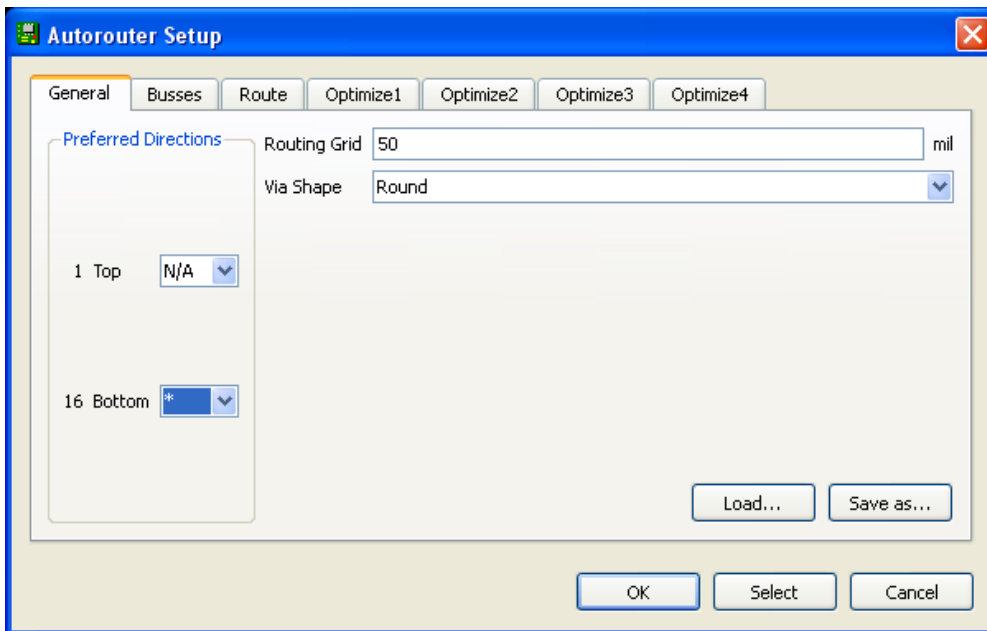 Autorouter Setup
General Busses Route Optimize1 Optimize2 Optimize3 Optimize4
Preferred Directions
Routing Grid 50 mil
Via Shape Round
1 Top N/A
16 Bottom *
Load... Save as...
OK Select Cancel